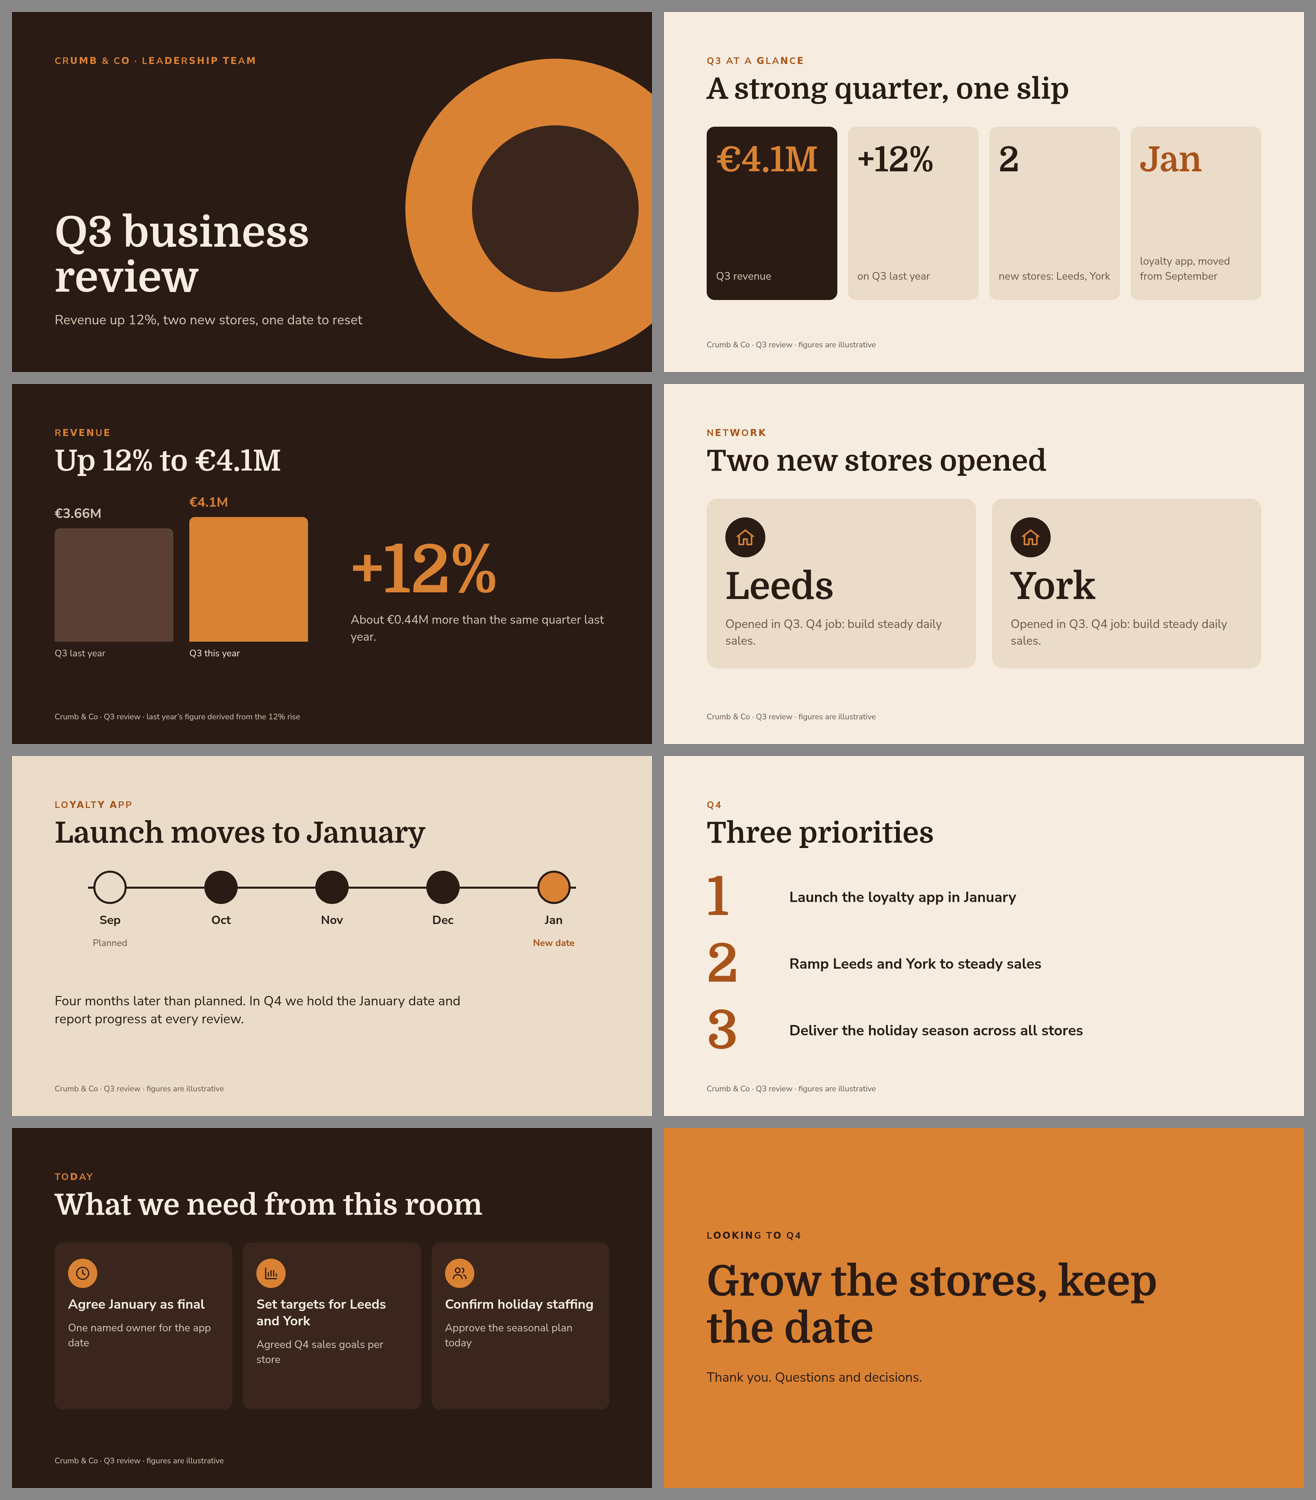 CRUMB & CO · LEADERSHIP TEAM
Q3 business
review
Revenue up 12%, two new stores, one date to reset
Q3 AT A GLANCE
A strong quarter, one slip
€4.1M
Q3 revenue
+12%
on Q3 last year
2
new stores: Leeds, York
Jan
loyalty app, moved
from September
Crumb & Co · Q3 review · figures are illustrative
REVENUE
Up 12% to €4.1M
€3.66M
€4.1M
Q3 last year
Q3 this year
+12%
About €0.44M more than the same quarter last
year.
Crumb & Co · Q3 review · last year's figure derived from the 12% rise
NETWORK
Two new stores opened
Leeds
Opened in Q3. Q4 job: build steady daily
sales.
York
Opened in Q3. Q4 job: build steady daily
sales.
Crumb & Co · Q3 review · figures are illustrative
LOYALTY APP
Launch moves to January
Sep
Oct
Nov
Dec
Jan
Planned
New date
Four months later than planned. In Q4 we hold the January date and
report progress at every review.
Crumb & Co · Q3 review · figures are illustrative
Q4
Three priorities
1
Launch the loyalty app in January
2
Ramp Leeds and York to steady sales
3
Deliver the holiday season across all stores
Crumb & Co · Q3 review · figures are illustrative
TODAY
What we need from this room
Agree January as final
One named owner for the app
date
Set targets for Leeds
and York
Agreed Q4 sales goals per
store
Confirm holiday staffing
Approve the seasonal plan
today
Crumb & Co · Q3 review · figures are illustrative
LOOKING TO Q4
Grow the stores, keep
the date
Thank you. Questions and decisions.